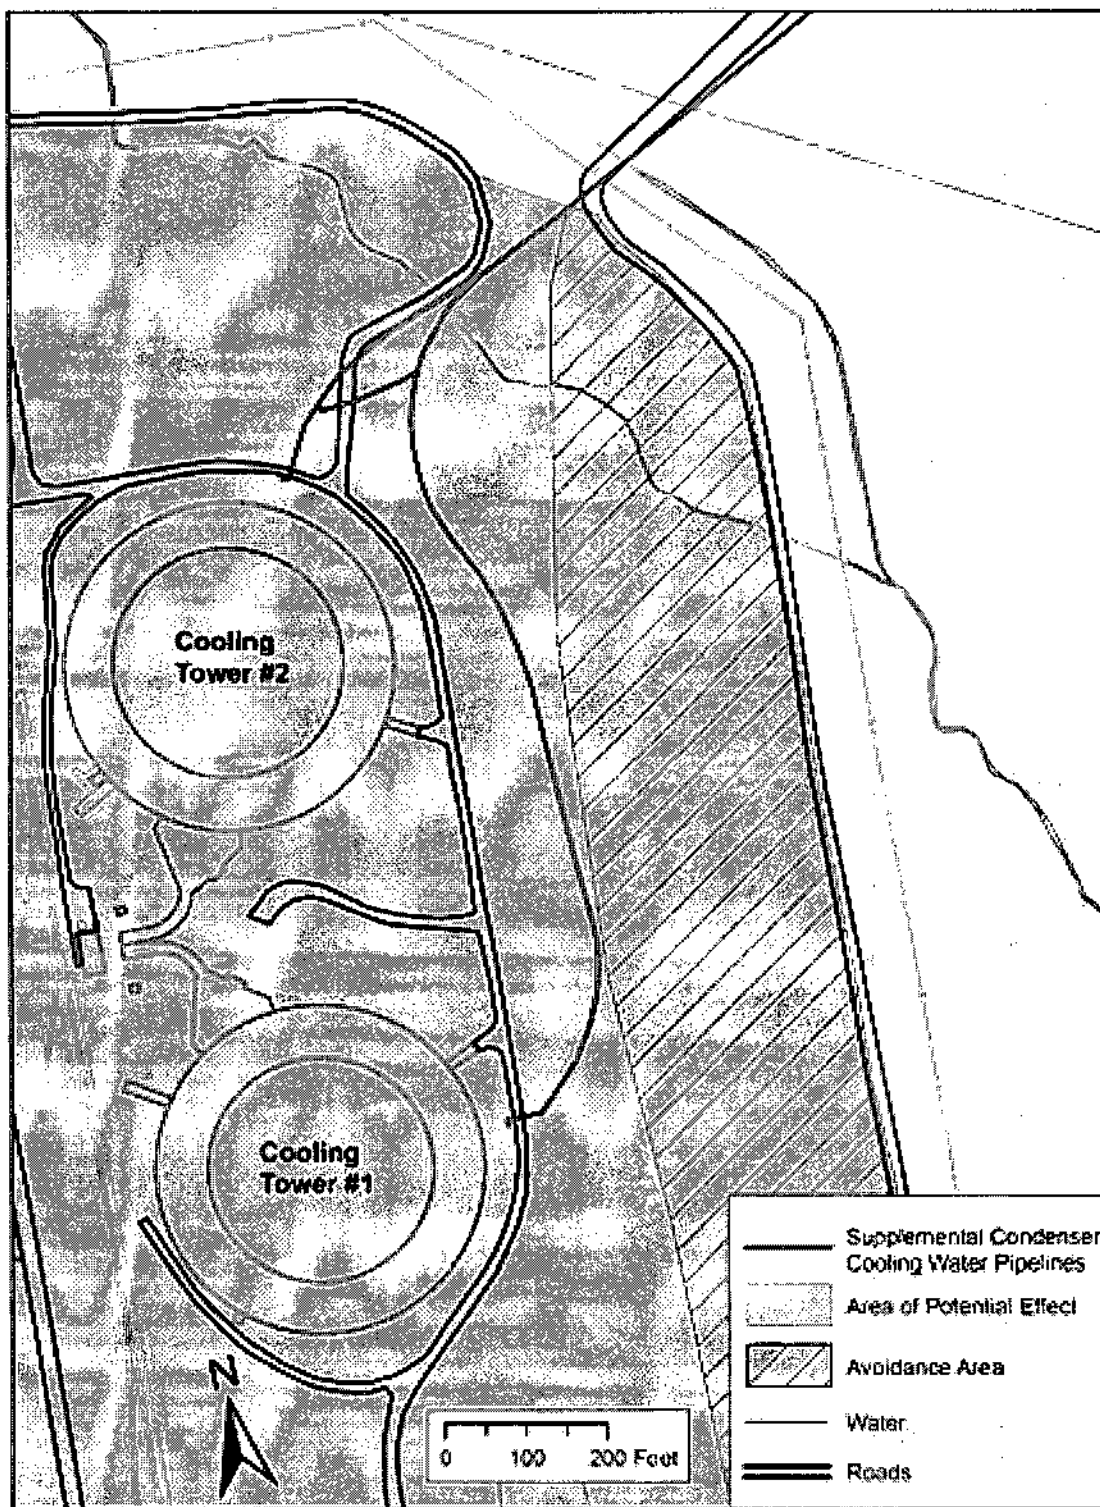 Cooling
Tower #2
Cooling
Tower #1
N
0 100 200 Feet
Supplemental Condenser
Cooling Water Pipelines
Area of Potential Effect
Avoidance Area
Water
Roads